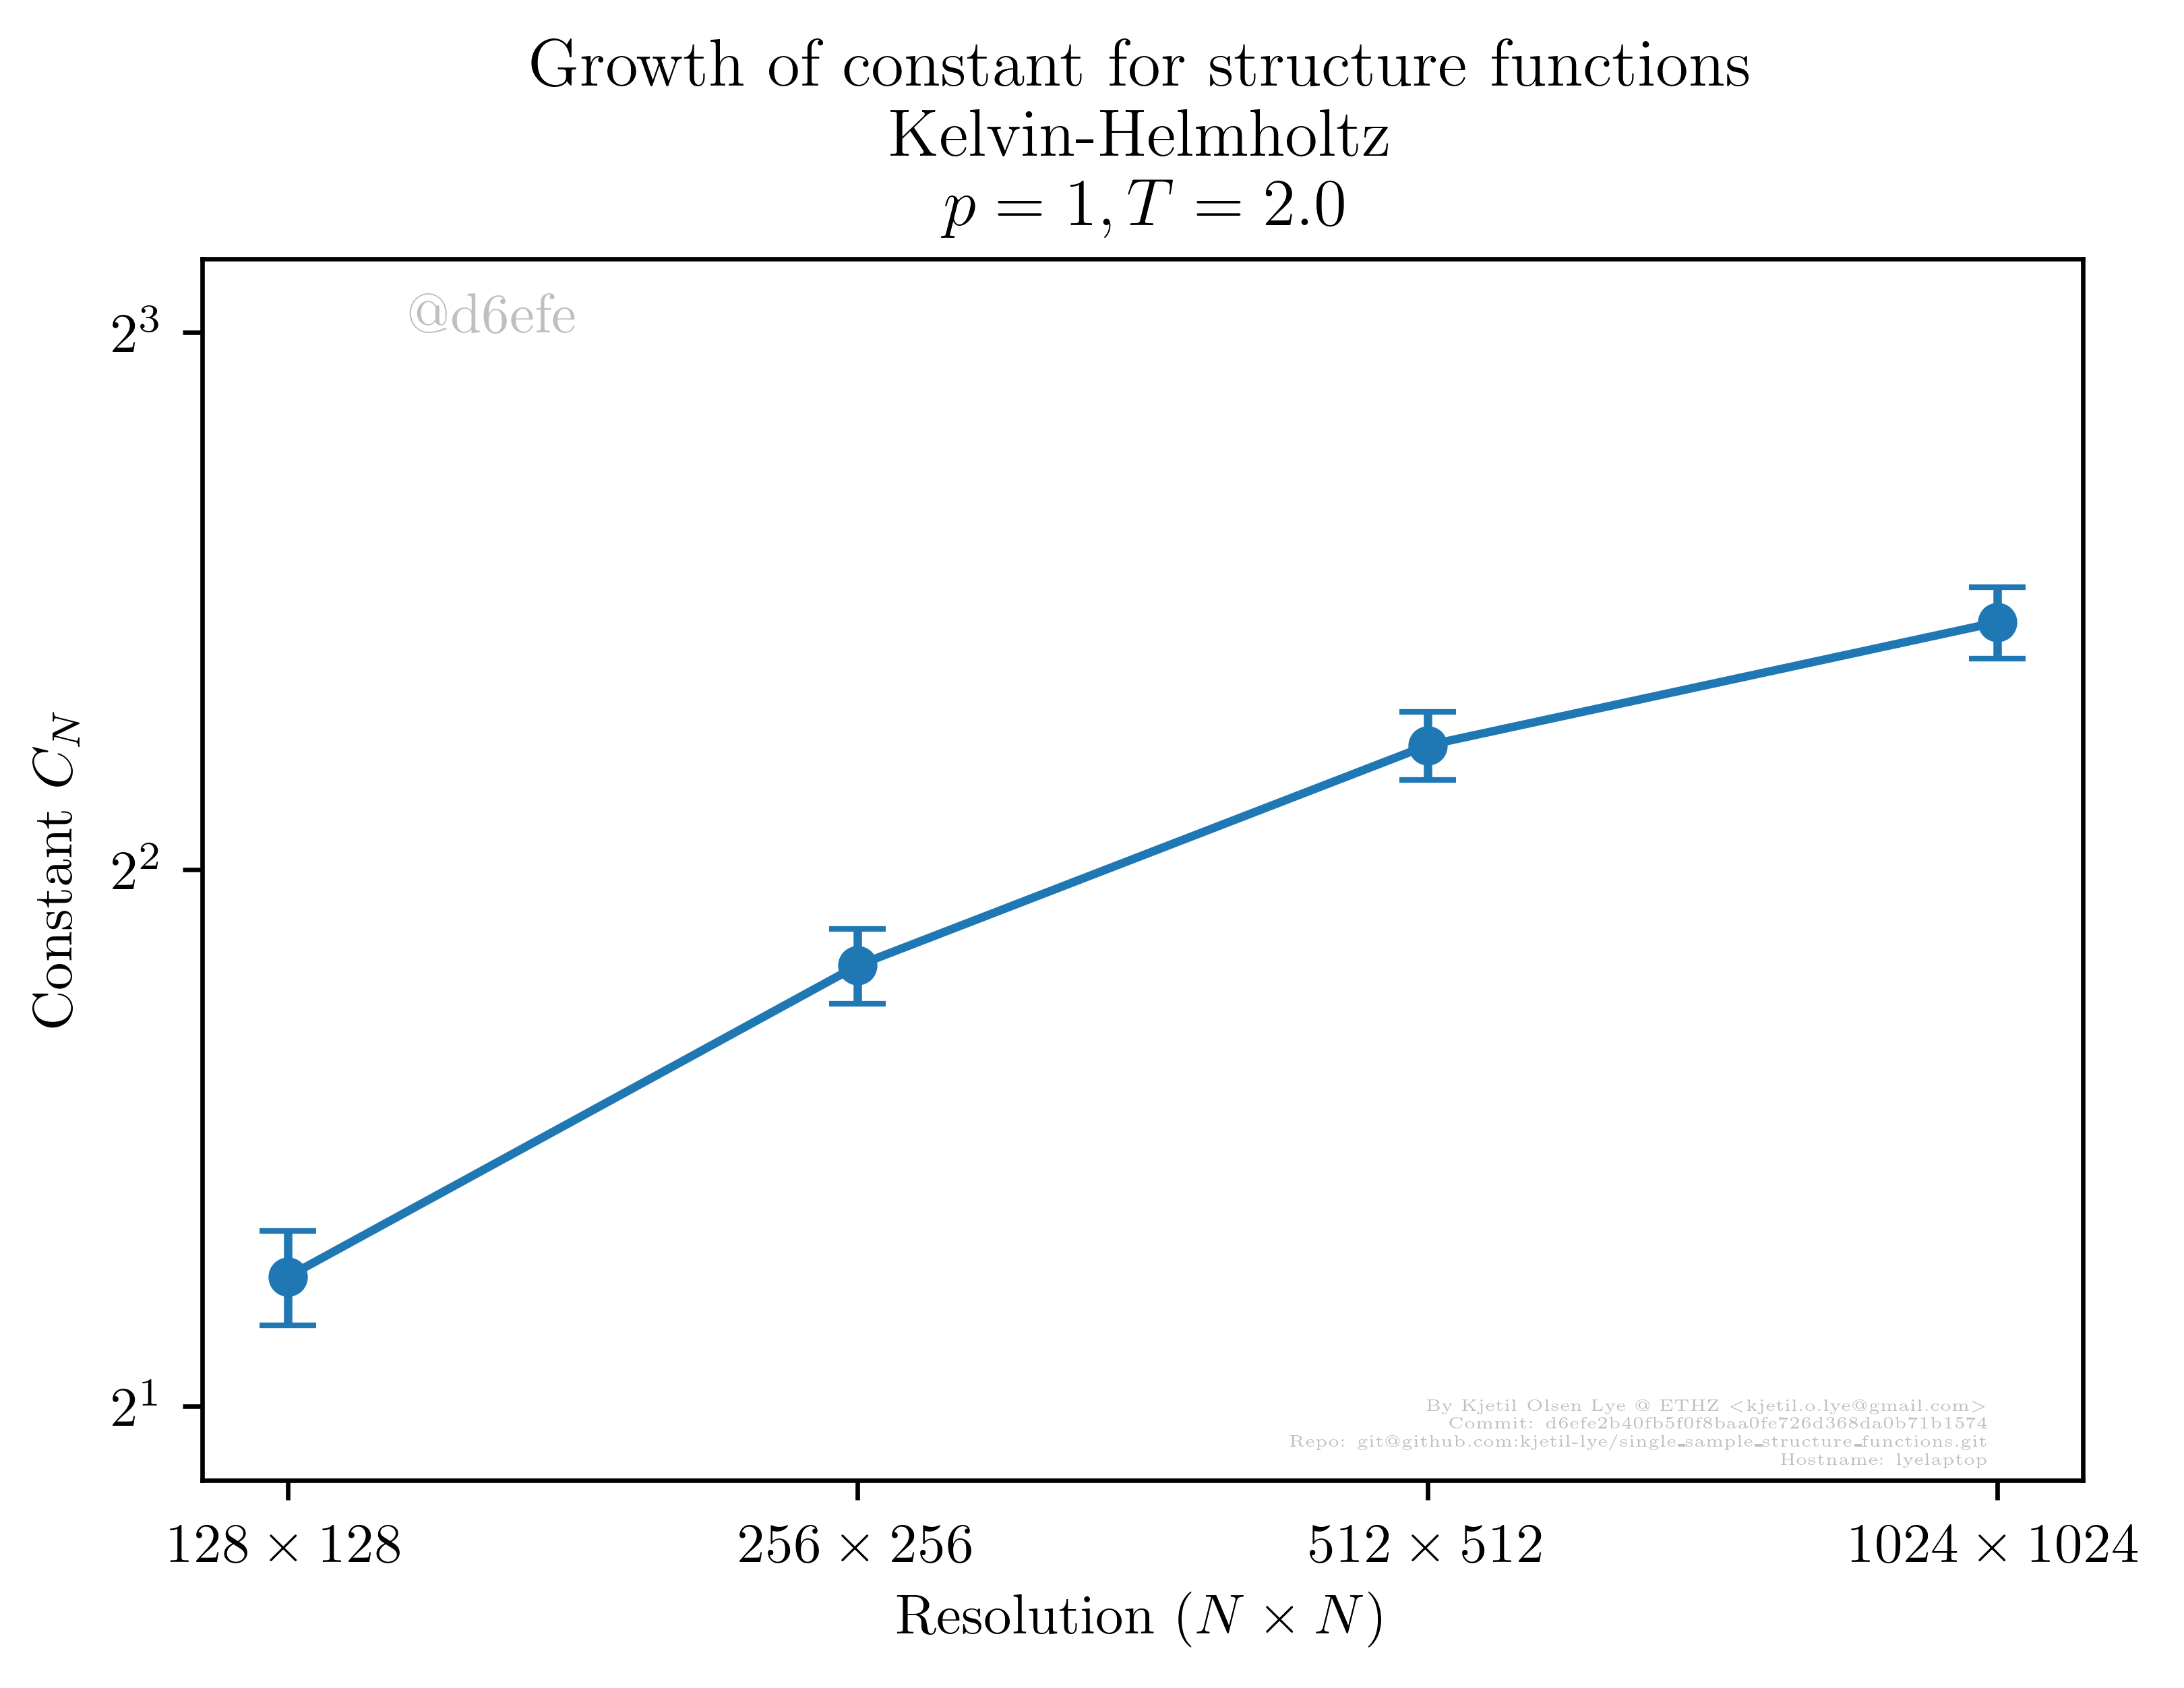 Growth of constant for structure functions
Kelvin-Helmholtz
p = 1, T = 2.0
@d6efe
2³
2²
2¹
Constant C_N
By Kjetil Olsen Lye @ ETHZ <kjetil.o.lye@gmail.com>
Commit: d6efe2b40fb5f0f8baa0fe726d368da0b71b1574
Repo: git@github.com:kjetil-lye/single_sample_structure_functions.git
Hostname: lyelaptop
128 × 128
256 × 256
512 × 512
1024 × 1024
Resolution (N × N)